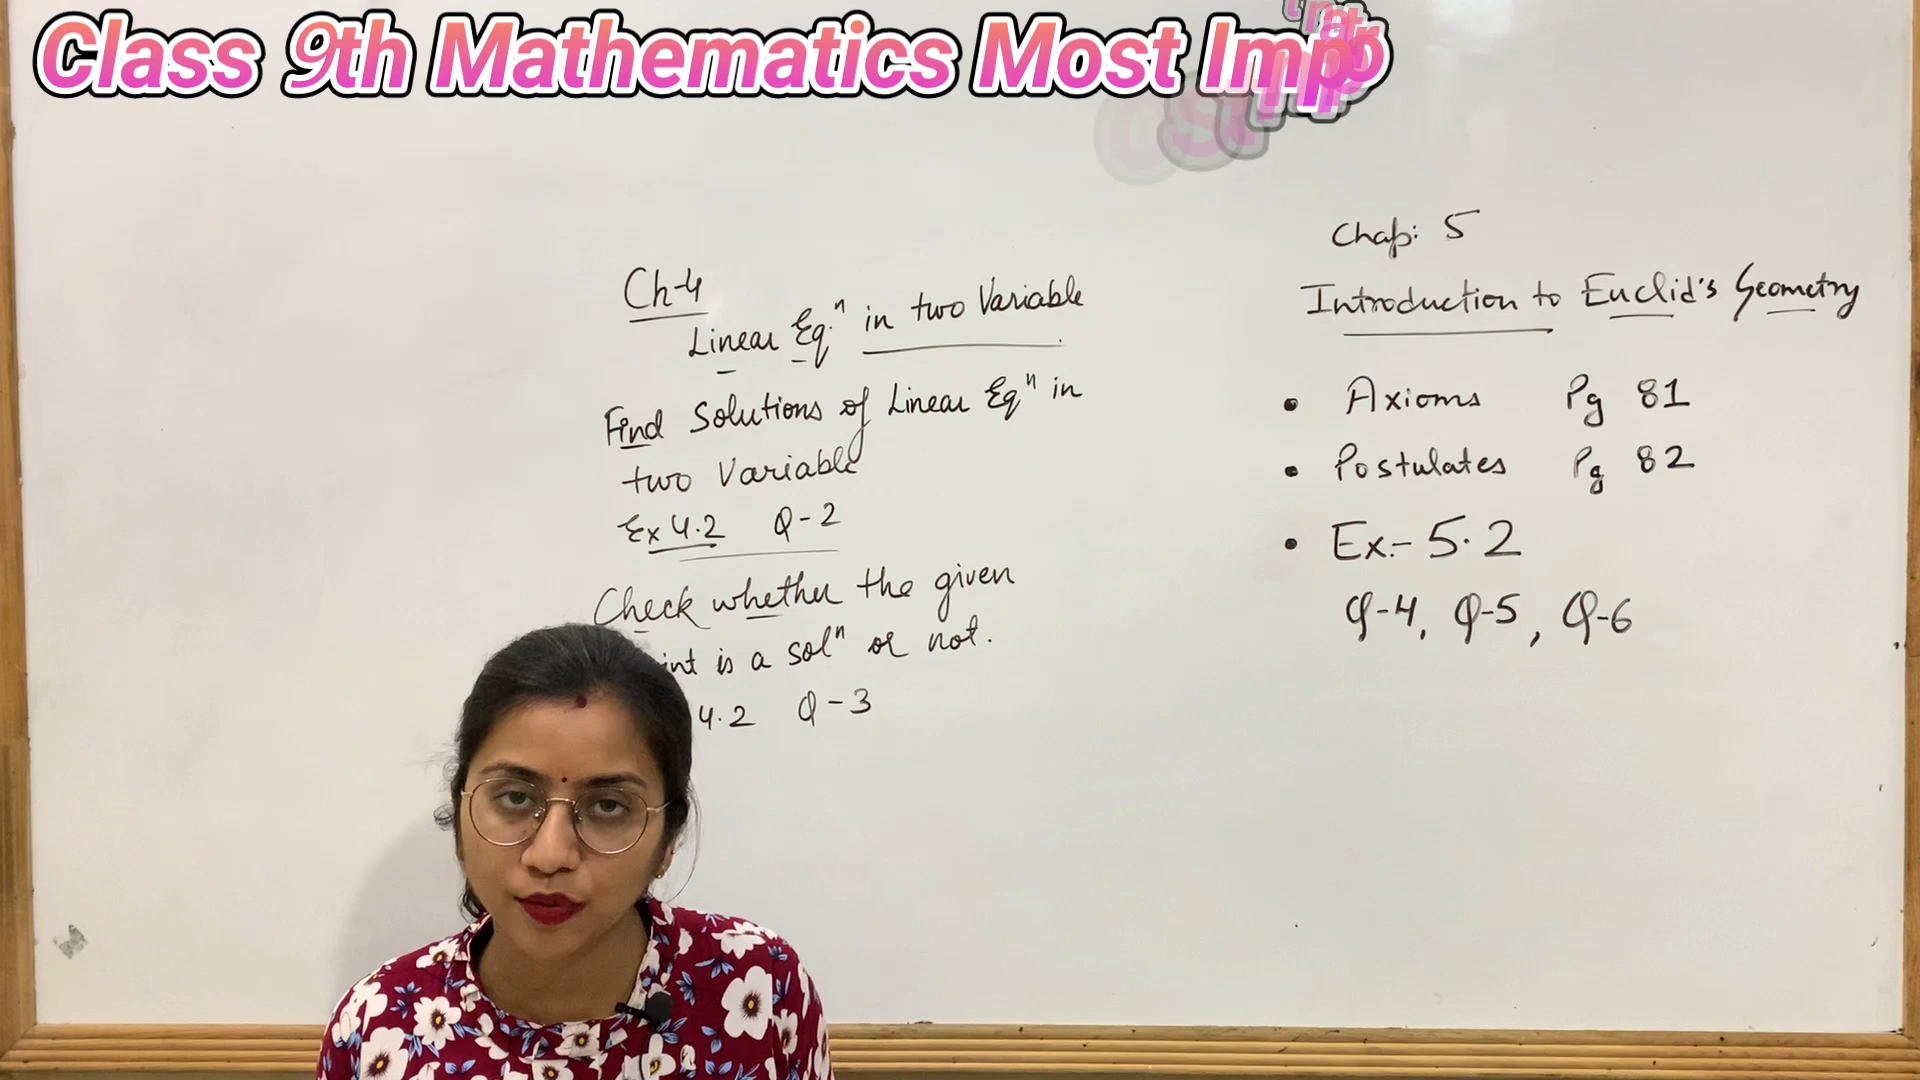 Class 9th Mathematics Most Imp
Ch-4
Linear Eqⁿ in two Variable
Find Solutions of Linear Eqⁿ in
two Variable
Ex 4.2 Q-2
Check whether the given
is a solⁿ or not.
4.2 Q-3
Chap: 5
Introduction to Euclid's Geometry
• Axioms Pg 81
• Postulates Pg 82
• Ex:- 5.2
Q-4, Q-5, Q-6